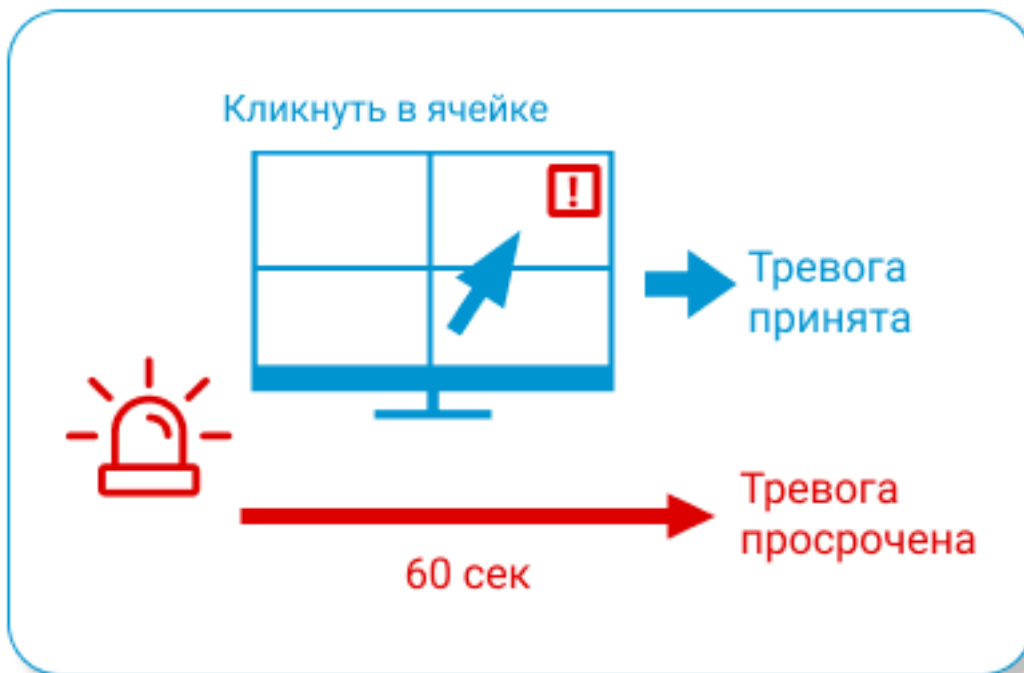 Кликнуть в ячейке
!
Тревога
принята
Тревога
просрочена
60 сек